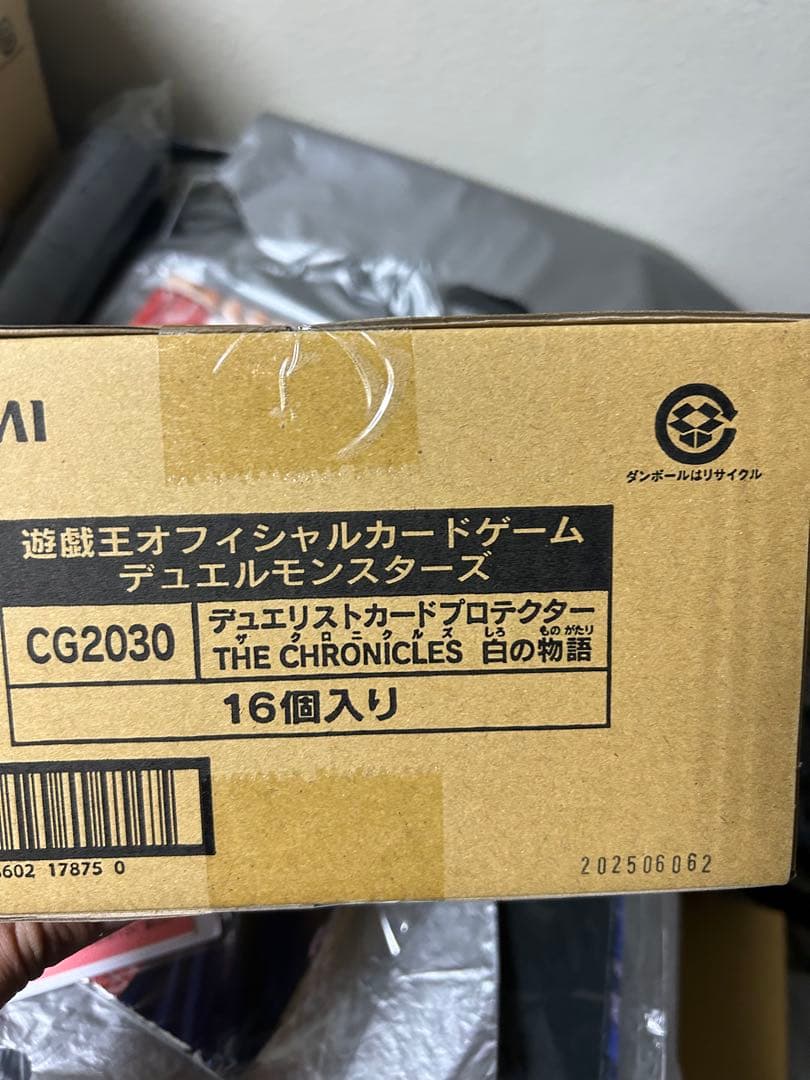 MI
ダンボールはリサイクル
遊戯王オフィシャルカードゲーム
デュエルモンスターズ
CG2030
デュエリストカードプロテクター
ザ クロニクルズ しろ ものがたり
THE CHRONICLES 白の物語
16個入り
602 17875 0
202506062